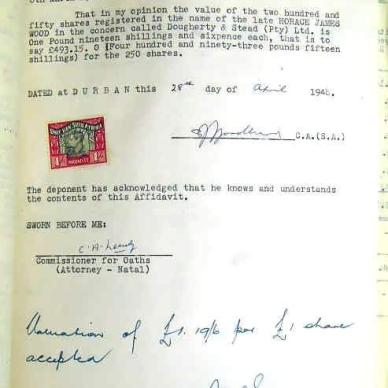 That in my opinion the value of the two hundred and
fifty shares registered in the name of the late HORACE JAMES
WOOD in the concern called Dougherty & Stead (Pty) Ltd. is
One Pound nineteen shillings and sixpence each, that is to
say £493.15. 0 (Four hundred and ninety-three pounds fifteen
shillings) for the 250 shares.
DATED at D U R B A N this 28th day of April 1948.
C.A.(S.A.)
The deponent has acknowledged that he knows and understands
the contents of this Affidavit.
SWORN BEFORE ME:
Commissioner for Oaths
(Attorney - Natal)
Valuation of £1. 19/6 per £1 share
accepted